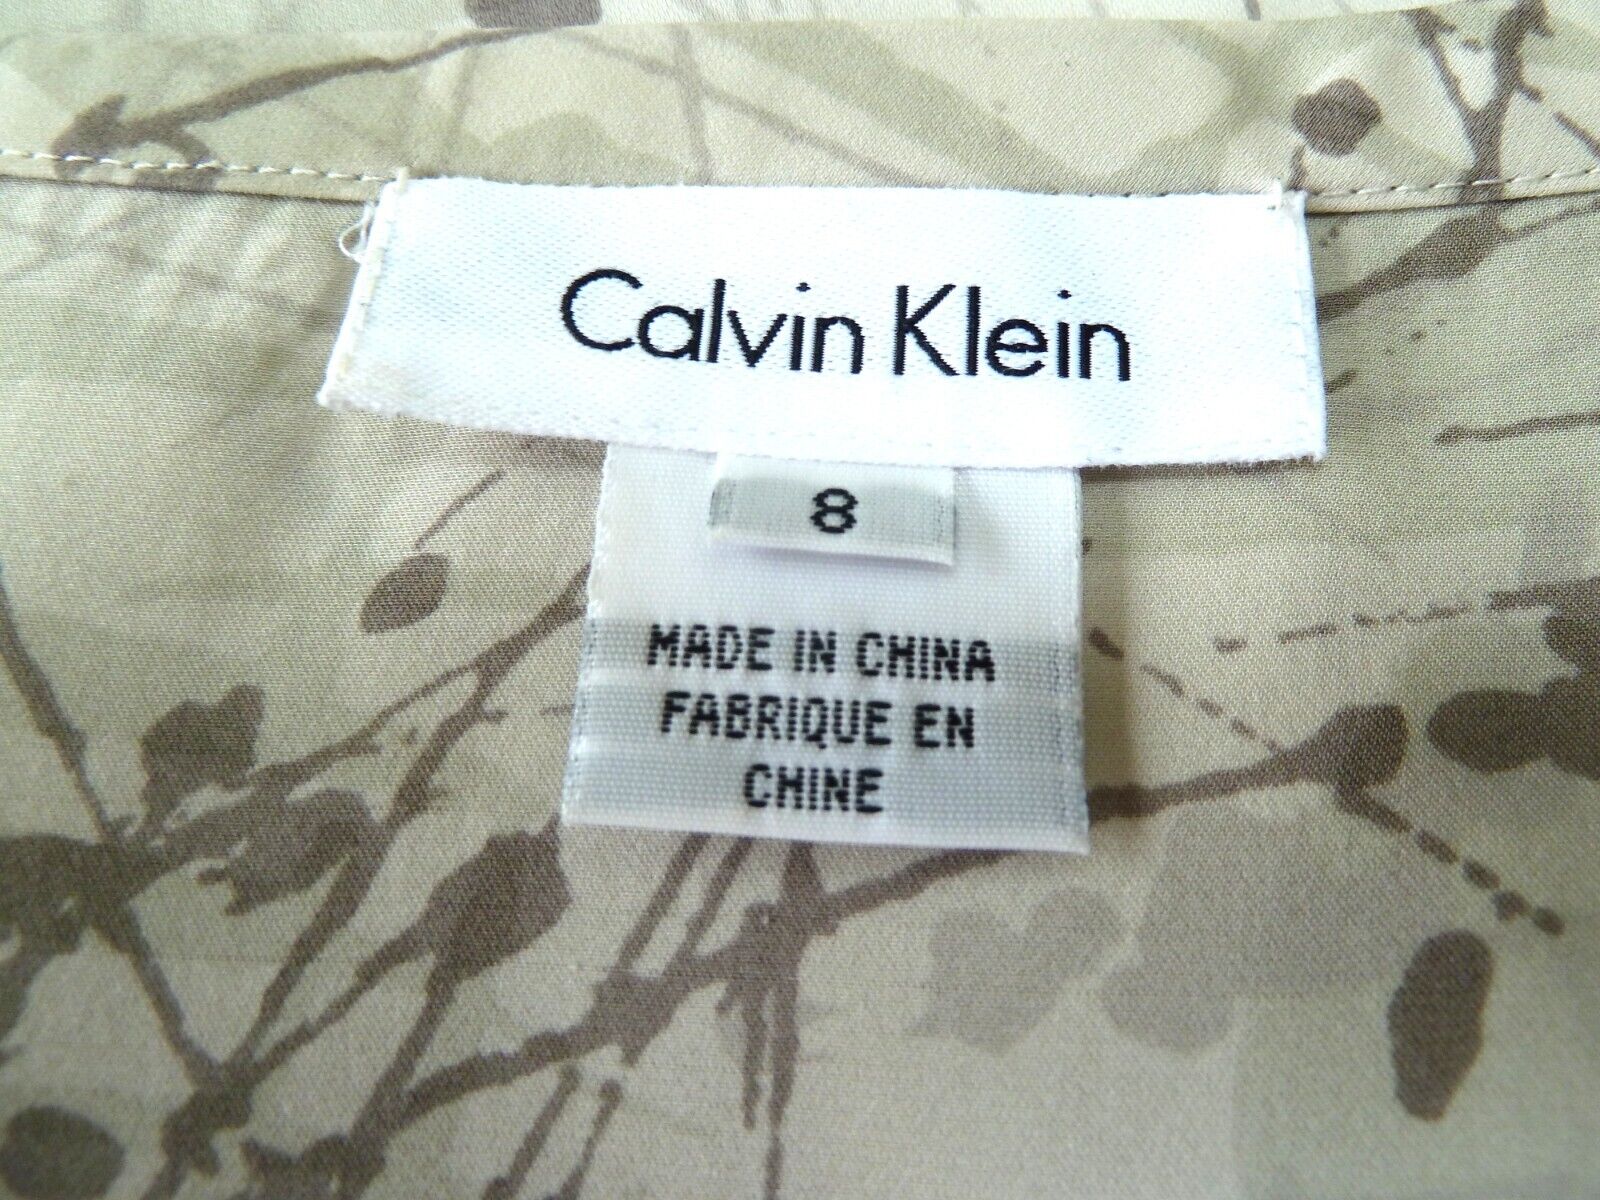 Calvin Klein
8
MADE IN CHINA
FABRIQUE EN
CHINE